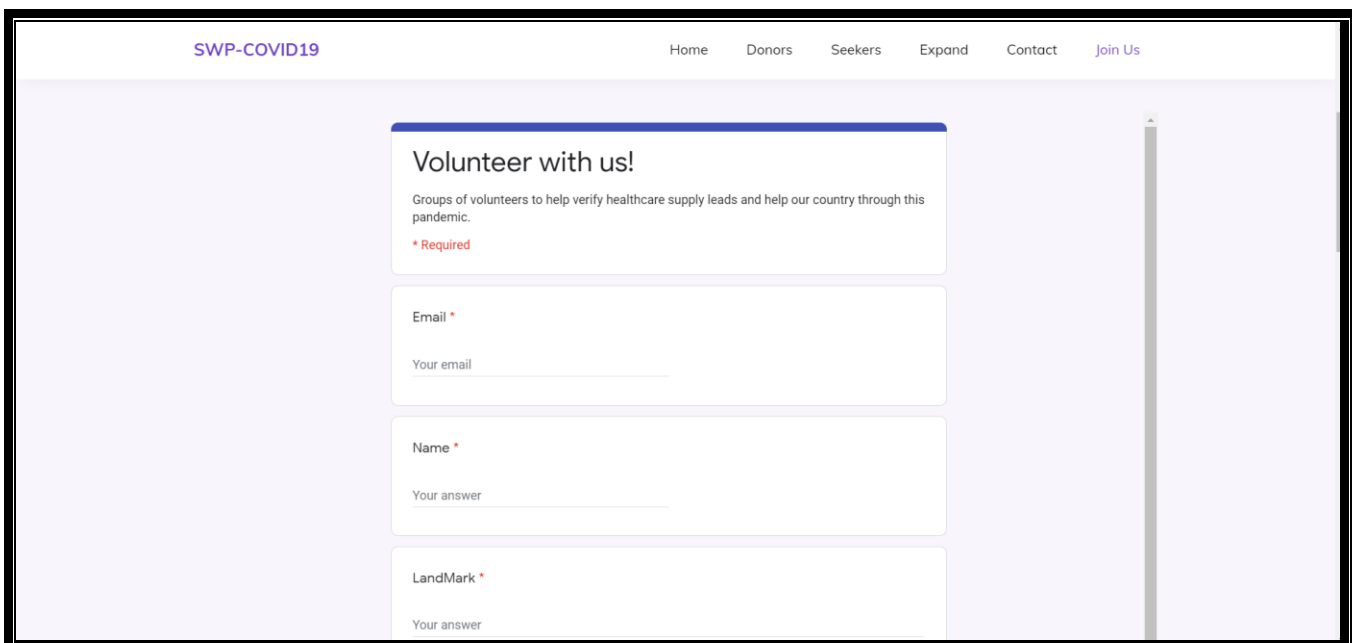 SWP-COVID19 Home Donors Seekers Expand Contact Join Us
Volunteer with us!
Groups of volunteers to help verify healthcare supply leads and help our country through this
pandemic.
* Required
Email *
Your email
Name *
Your answer
LandMark *
Your answer